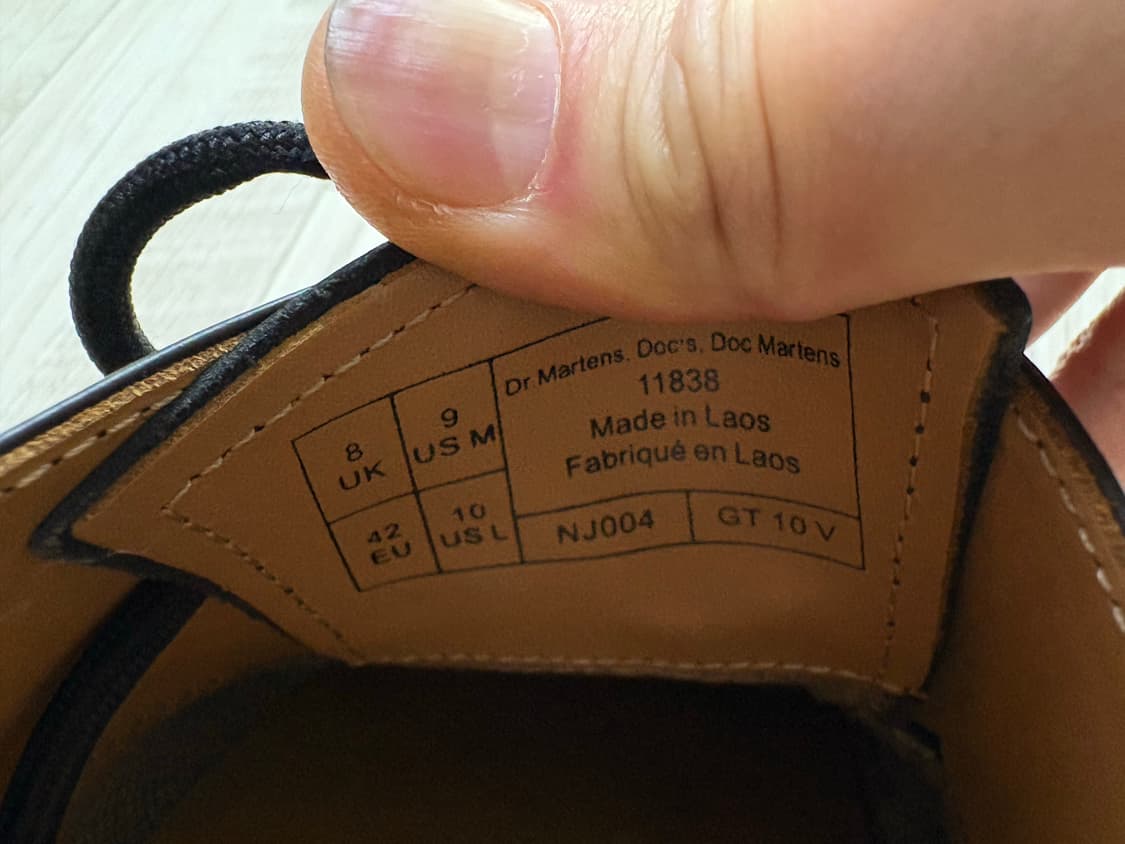 8
UK
9
US M
42
EU
10
US L
Dr Martens. Doc's. Doc Martens
11838
Made in Laos
Fabriqué en Laos
NJ004
GT 10 V